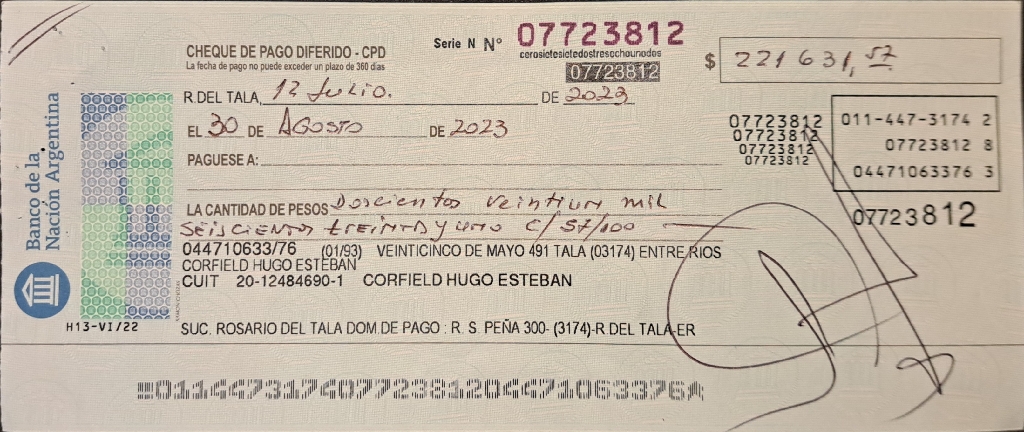 CHEQUE DE PAGO DIFERIDO - CPD
La fecha de pago no puede exceder un plazo de 360 días
Serie N Nº 07723812
cerosietesietedostresochounodos
07723812
$ 221631,57
R.DEL TALA, 12 Julio. DE 2023
EL 30 DE AGOSTO DE 2023
PAGUESE A:
07723812
07723812
07723812
07723812
011-447-3174 2
07723812 8
04471063376 3
07723812
LA CANTIDAD DE PESOS Doscientos veintiun mil
SEISCIENTOS treinta y uno c/57/100
044710633/76 (01/93) VEINTICINCO DE MAYO 491 TALA (03174) ENTRE RIOS
CORFIELD HUGO ESTEBAN
CUIT 20-12484690-1 CORFIELD HUGO ESTEBAN
SUC. ROSARIO DEL TALA DOM.DE PAGO : R. S. PEÑA 300- (3174)-R DEL TALA-ER
Banco de la
Nación Argentina
H13-VI/22
01144731740772381204471063376